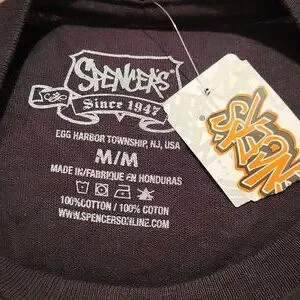 SPENCER'S
Since 1947
EGG HARBOR TOWNSHIP, NJ, USA
M/M
MADE IN/FABRIQUE EN HONDURAS
100%COTTON / 100% COTON
WWW.SPENCERSONLINE.COM